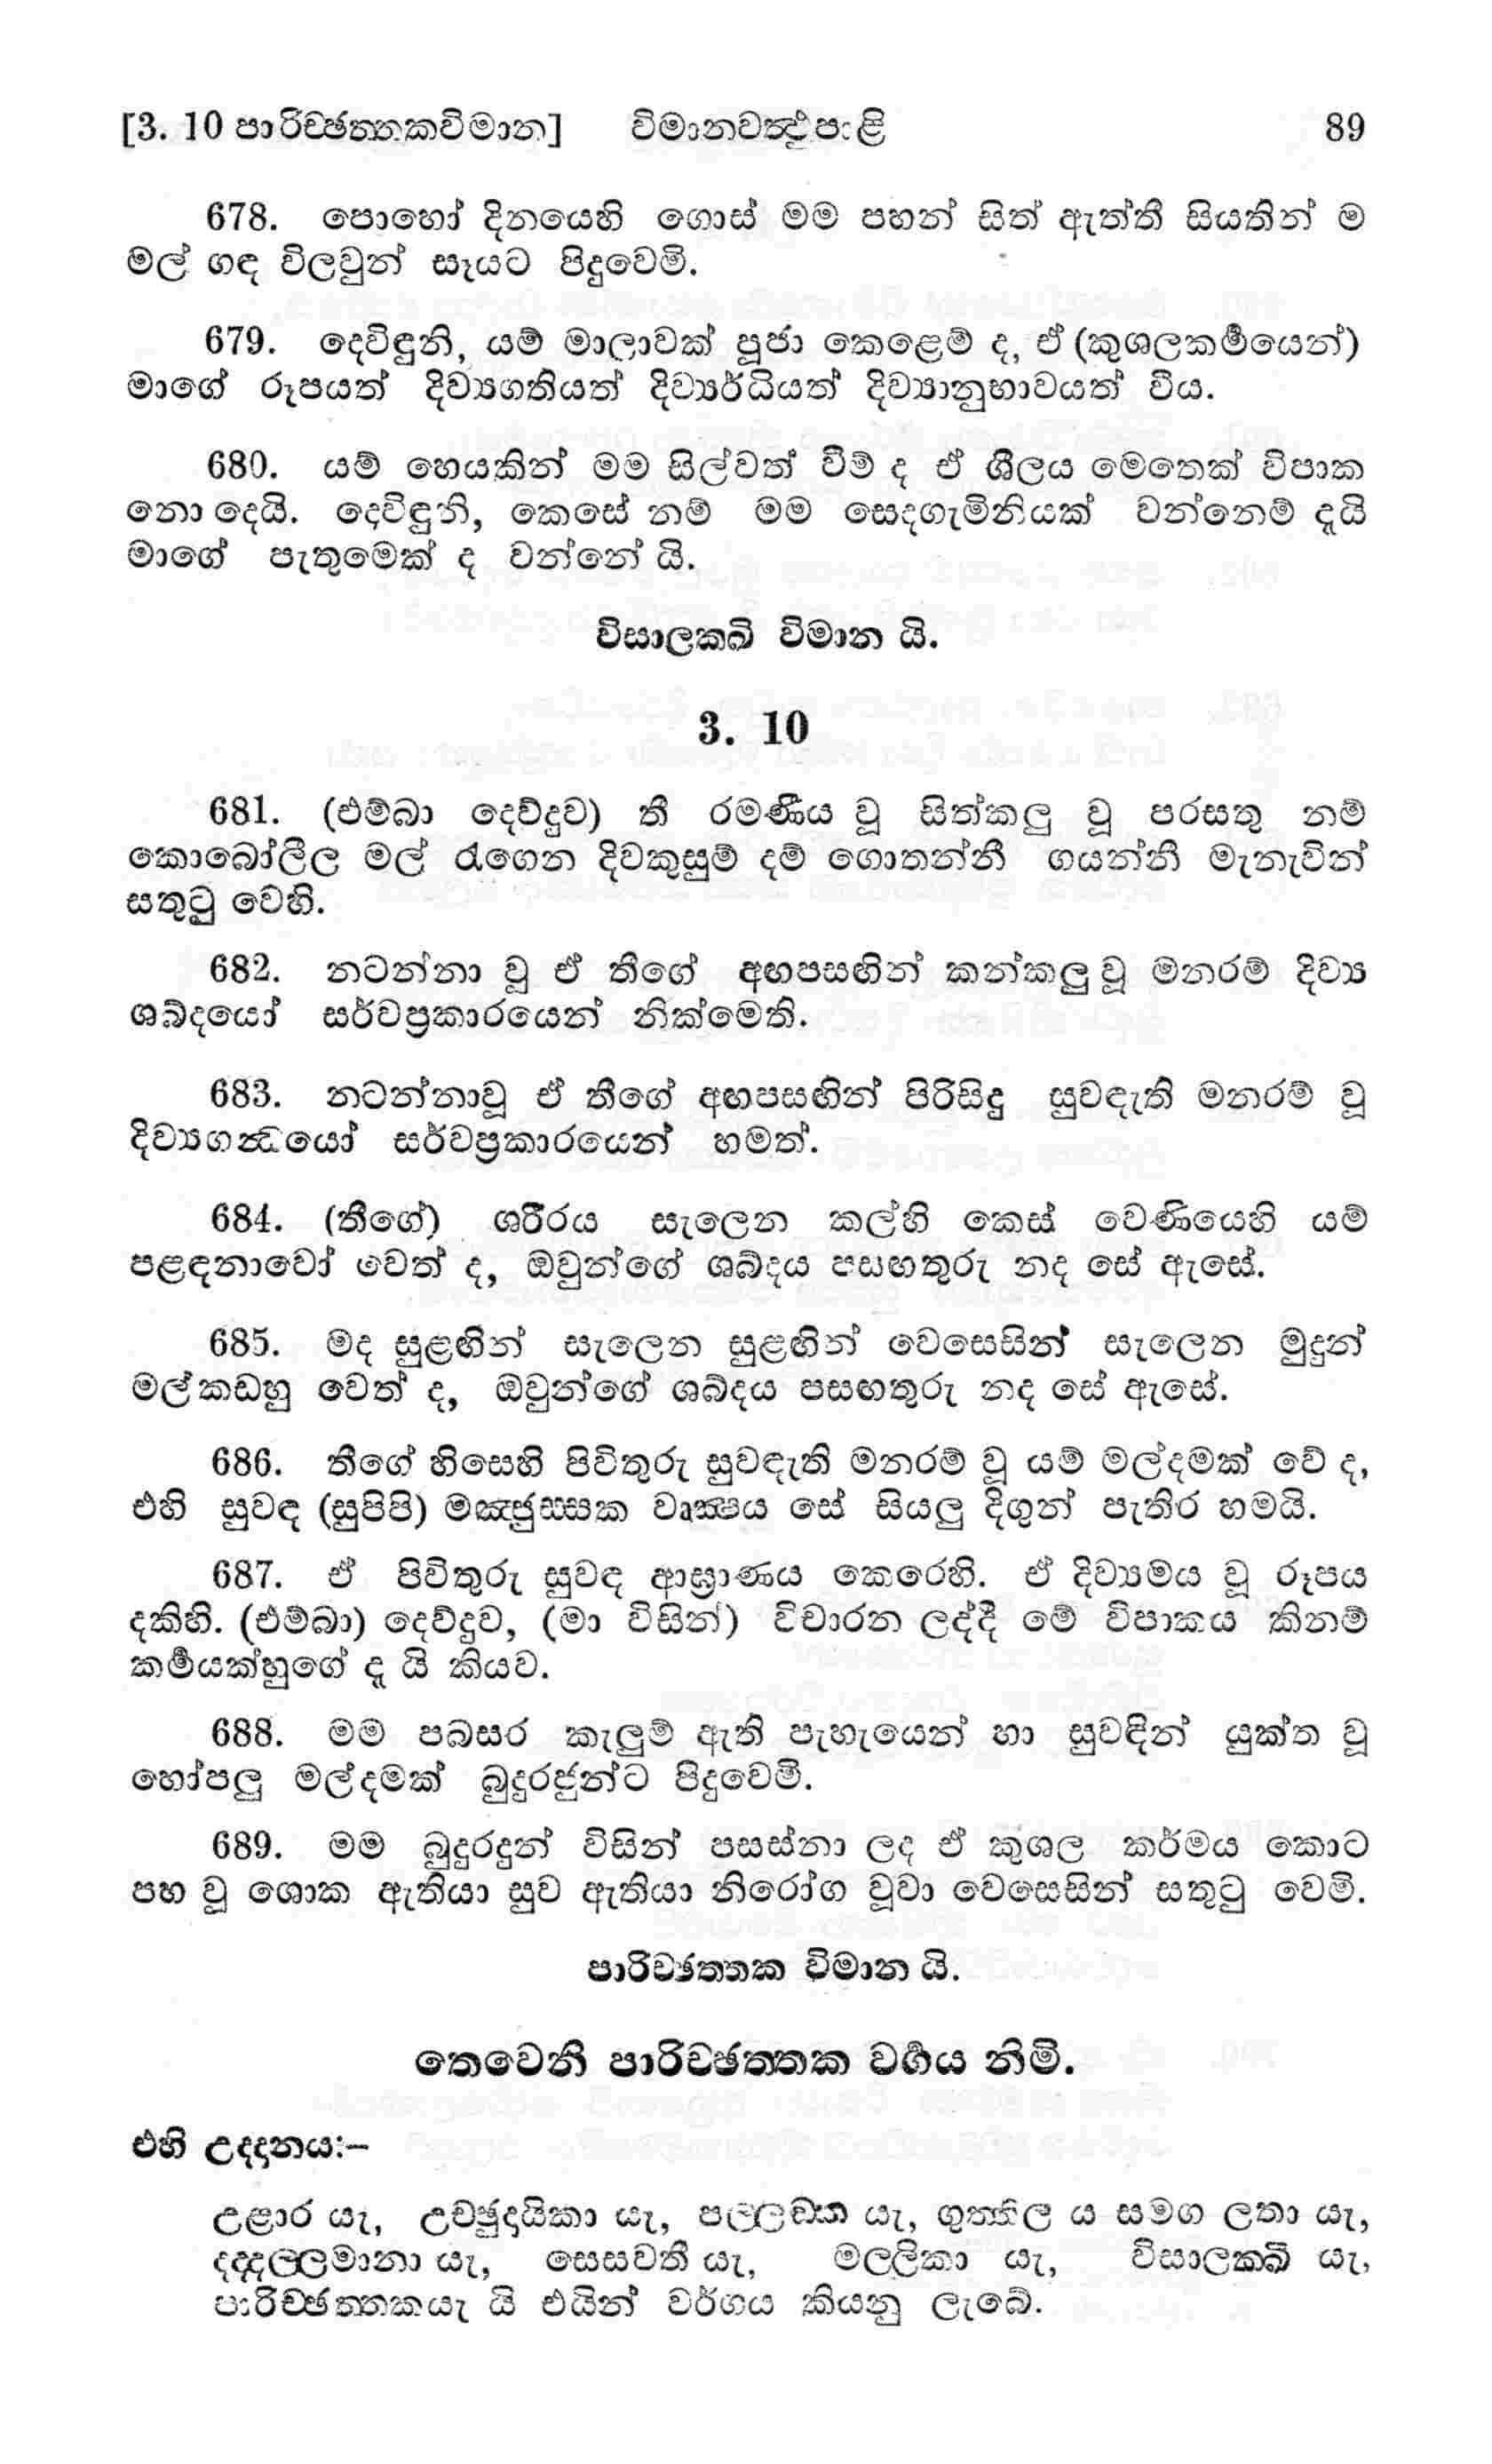 [3. 10 පාරිච්ඡත්තකවිමාන] විමානවත්‍ථුපාළි 89
678. පොහෝ දිනයෙහි ගොස් මම පහන් සිත් ඇත්තී සියතින් ම
මල් ගඳ විලවුන් සෑයට පිදුවෙමි.
679. දෙවිඳුනි, යම් මාලාවක් පූජා කෙළෙම් ද, ඒ (කුශලකර්‍මයෙන්)
මාගේ රූපයත් දිව්‍යගතියත් දිව්‍යර්ධියත් දිව්‍යානුභාවයත් වීය.
680. යම් හෙයකින් මම සිල්වත් වීම් ද ඒ ශීලය මෙතෙක් විපාක
නො දෙයි. දෙවිඳුනි, කෙසේ නම් මම සෙදගැමිනියක් වන්නෙම් දැයි
මාගේ පැතුමෙක් ද වන්නේ යි.
විසාලක්ඛි විමාන යි.
3. 10
681. (එම්බා දෙව්දුව) තී රමණීය වූ සිත්කලු වූ පරසතු නම්
කොබෝලීල මල් රැගෙන දිවකුසුම් දම් ගොතන්නී ගයන්නී මැනැවින්
සතුටු වෙහි.
682. නටන්නා වූ ඒ තීගේ අඟපසඟින් කන්කලු වූ මනරම් දිව්‍ය
ශබ්දයෝ සර්වප්‍රකාරයෙන් නික්මෙති.
683. නටන්නාවූ ඒ තීගේ අඟපසඟින් පිරිසිදු සුවඳැති මනරම් වූ
දිව්‍යගන්‍ධයෝ සර්වප්‍රකාරයෙන් හමත්.
684. (තීගේ) ශරීරය සැලෙන කල්හි කෙස් වෙණියෙහි යම්
පළඳනාවෝ වෙත් ද, ඔවුන්ගේ ශබ්දය පසඟතුරු නද සේ ඇසේ.
685. මද සුළඟින් සැලෙන සුළඟින් වෙසෙසින් සැලෙන මුදුන්
මල්කඩහු වෙත් ද, ඔවුන්ගේ ශබ්දය පසඟතුරු නද සේ ඇසේ.
686. තීගේ හිසෙහි පිවිතුරු සුවඳැති මනරම් වූ යම් මල්දමක් වේ ද,
එහි සුවඳ (සුපිපි) මඤ්ජුස්සක වෘක්‍ෂය සේ සියලු දිගුන් පැතිර හමයි.
687. ඒ පිවිතුරු සුවඳ ආඝ්‍රාණය කෙරෙහි. ඒ දිව්‍යමය වූ රූපය
දකිහි. (එම්බා) දෙව්දුව, (මා විසින්) විචාරන ලද්දී මේ විපාකය කිනම්
කර්‍මයක්හුගේ දැ යි කියව.
688. මම පබසර කැලුම් ඇති පැහැයෙන් හා සුවඳින් යුක්ත වූ
හෝපලු මල්දමක් බුදුරජුන්ට පිදුවෙමි.
689. මම බුදුරදුන් විසින් පසස්නා ලද ඒ කුශල කර්මය කොට
පහ වූ ශොක ඇතියා සුව ඇතියා නිරෝග වූවා වෙසෙසින් සතුටු වෙමි.
පාරිච්ඡත්තක විමාන යි.
තෙවෙනි පාරිච්ඡත්තක වර්‍ගය නිමි.
එහි උද්දානය:–
උළාර යැ, උච්ඡුදායිකා යැ, පල්ලඞ්ක යැ, ගුත්තිල ය සමග ලතා යැ,
දද්දල්ලමානා යැ, සෙසවතී යැ, මල්ලිකා යැ, විසාලක්ඛි යැ,
පාරිච්ඡත්තකයැ යි එයින් වර්ගය කියනු ලැබේ.